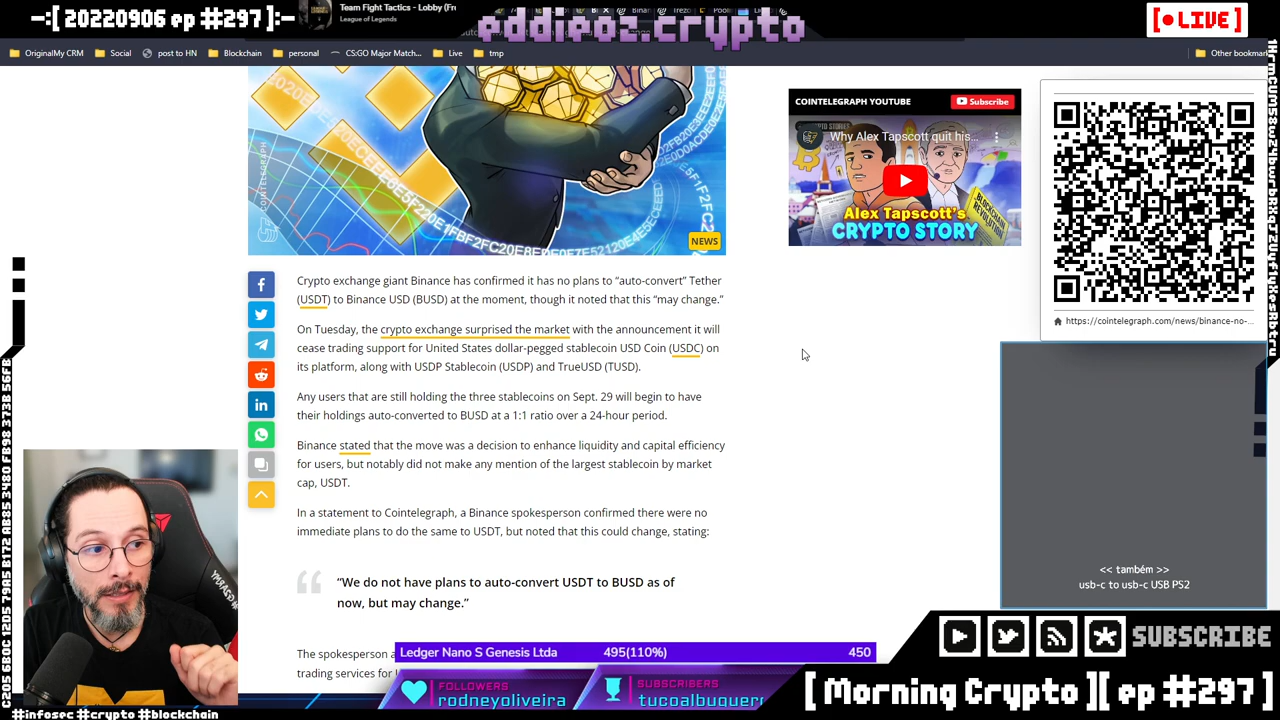 -:[ 20220906 ep #297 ]:-
Team Fight Tactics - Lobby (Fr
League of Legends
eddieoz.crypto
[● LIVE ]
OriginalMy CRM
Social
post to HN
Blockchain
personal
CS:GO Major Match...
Live
tmp
Other bookmar
COINTELEGRAPH
NEWS
COINTELEGRAPH YOUTUBE
Subscribe
Why Alex Tapscott quit his...
BLOCKCHAIN REVOLUTION
Alex Tapscott's
CRYPTO STORY
https://cointelegraph.com/news/binance-no-...
Crypto exchange giant Binance has confirmed it has no plans to “auto-convert” Tether
(USDT) to Binance USD (BUSD) at the moment, though it noted that this “may change.”
On Tuesday, the crypto exchange surprised the market with the announcement it will
cease trading support for United States dollar-pegged stablecoin USD Coin (USDC) on
its platform, along with USDP Stablecoin (USDP) and TrueUSD (TUSD).
Any users that are still holding the three stablecoins on Sept. 29 will begin to have
their holdings auto-converted to BUSD at a 1:1 ratio over a 24-hour period.
Binance stated that the move was a decision to enhance liquidity and capital efficiency
for users, but notably did not make any mention of the largest stablecoin by market
cap, USDT.
In a statement to Cointelegraph, a Binance spokesperson confirmed there were no
immediate plans to do the same to USDT, but noted that this could change, stating:
“We do not have plans to auto-convert USDT to BUSD as of
now, but may change.”
The spokesperson a
trading services for
<< também >>
usb-c to usb-c USB PS2
Ledger Nano S Genesis Ltda 495(110%) 450
FOLLOWERS
rodneyoliveira
SUBSCRIBERS
tucoalbuquerq
SUBSCRIBE
[ Morning Crypto ][ ep #297 ]
#infosec #crypto #blockchain